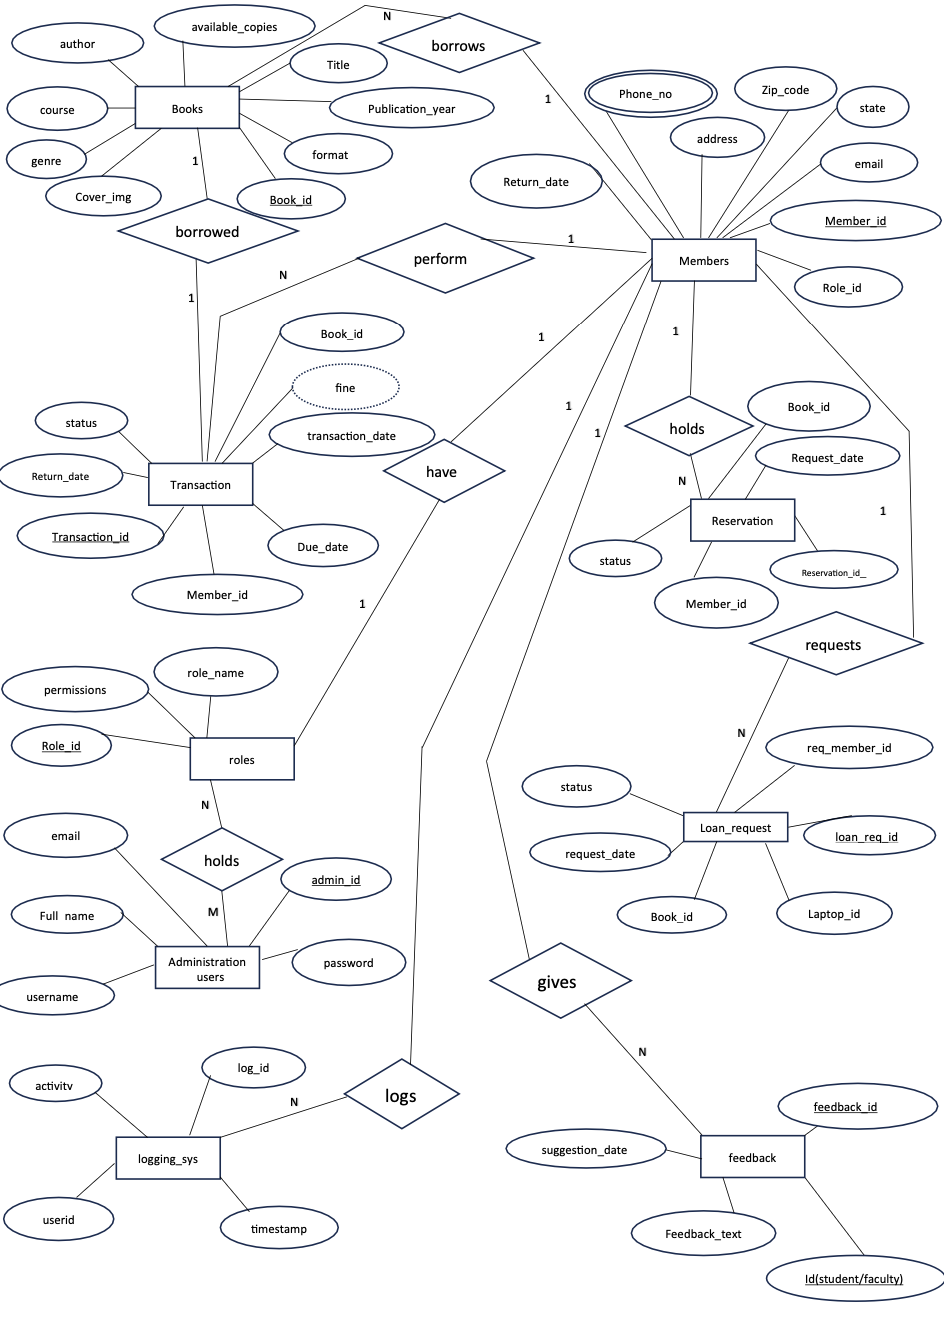 N
available_copies
author
borrows
Title
Books
course
Publication_year
1
Phone_no
Zip_code
state
address
format
genre
1
email
Return_date
Cover_img
Book_id
Member_id
borrowed
perform
1
Members
N
Role_id
1
Book_id
1
1
fine
Book_id
1
status
transaction_date
1
holds
Request_date
have
Return_date
Transaction
N
Reservation
1
Transaction_id
Due_date
status
Reservation_id_
Member_id
Member_id
1
requests
role_name
permissions
Role_id
roles
N
req_member_id
status
N
Loan_request
email
loan_req_id
holds
request_date
admin_id
M
Full name
Book_id
Laptop_id
Administration
users
password
gives
username
N
log_id
activitv
N
logs
feedback_id
logging_sys
suggestion_date
feedback
userid
timestamp
Feedback_text
Id(student/faculty)